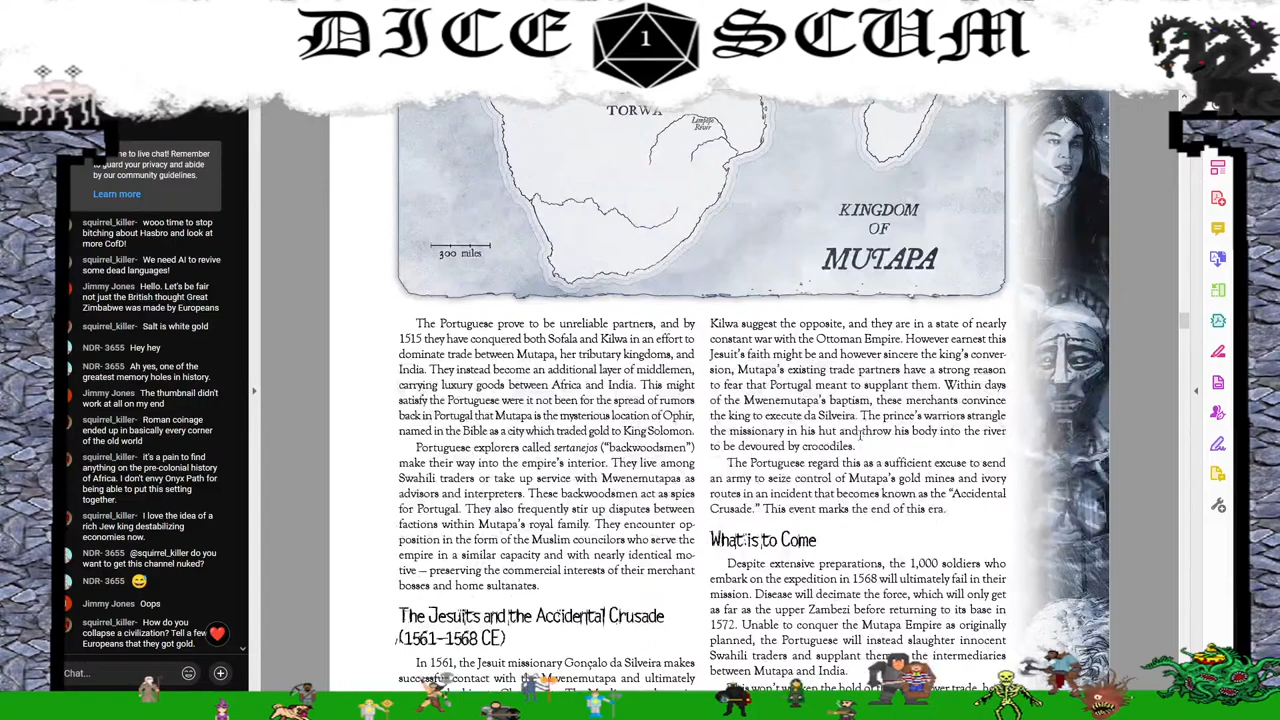 DICE 1 SCUM
me to live chat! Remember
to guard your privacy and abide
by our community guidelines.
Learn more
squirrel_killer- wooo time to stop
bitching about Hasbro and look at
more CofD!
squirrel_killer- We need AI to revive
some dead languages!
Jimmy Jones Hello. Let's be fair
not just the British thought Great
Zimbabwe was made by Europeans
squirrel_killer- Salt is white gold
NDR- 3655 Hey hey
NDR- 3655 Ah yes, one of the
greatest memory holes in history.
Jimmy Jones The thumbnail didn't
work at all on my end
squirrel_killer- Roman coinage
ended up in basically every corner
of the old world
squirrel_killer- it's a pain to find
anything on the pre-colonial history
of Africa. I don't envy Onyx Path for
being able to put this setting
together.
squirrel_killer- I love the idea of a
rich Jew king destabilizing
economies now.
NDR- 3655 @squirrel_killer do you
want to get this channel nuked?
NDR- 3655 😅
Jimmy Jones Oops
squirrel_killer- How do you
collapse a civilization? Tell a few
Europeans that they got gold.
Chat...
TORWA
Limpopo
River
300 miles
KINGDOM
OF
MUTAPA
The Portuguese prove to be unreliable partners, and by
1515 they have conquered both Sofala and Kilwa in an effort to
dominate trade between Mutapa, her tributary kingdoms, and
India. They instead become an additional layer of middlemen,
carrying luxury goods between Africa and India. This might
satisfy the Portuguese were it not been for the spread of rumors
back in Portugal that Mutapa is the mysterious location of Ophir,
named in the Bible as a city which traded gold to King Solomon.
Portuguese explorers called sertanejos ("backwoodsmen")
make their way into the empire's interior. They live among
Swahili traders or take up service with Mwenemutapas as
advisors and interpreters. These backwoodsmen act as spies
for Portugal. They also frequently stir up disputes between
factions within Mutapa's royal family. They encounter op-
position in the form of the Muslim councilors who serve the
empire in a similar capacity and with nearly identical mo-
tive — preserving the commercial interests of their merchant
bosses and home sultanates.
The Jesuits and the Accidental Crusade
(1561–1568 CE)
In 1561, the Jesuit missionary Gonçalo da Silveira makes
successful contact with the Mwenemutapa and ultimately
Kilwa suggest the opposite, and they are in a state of nearly
constant war with the Ottoman Empire. However earnest this
Jesuit's faith might be and however sincere the king's conver-
sion, Mutapa's existing trade partners have a strong reason
to fear that Portugal meant to supplant them. Within days
of the Mwenemutapa's baptism, these merchants convince
the king to execute da Silveira. The prince's warriors strangle
the missionary in his hut and throw his body into the river
to be devoured by crocodiles.
The Portuguese regard this as a sufficient excuse to send
an army to seize control of Mutapa's gold mines and ivory
routes in an incident that becomes known as the "Accidental
Crusade." This event marks the end of this era.
What is to Come
Despite extensive preparations, the 1,000 soldiers who
embark on the expedition in 1568 will ultimately fail in their
mission. Disease will decimate the force, which will only get
as far as the upper Zambezi before returning to its base in
1572. Unable to conquer the Mutapa Empire as originally
planned, the Portuguese will instead slaughter innocent
Swahili traders and supplant them as the intermediaries
between Mutapa and India.